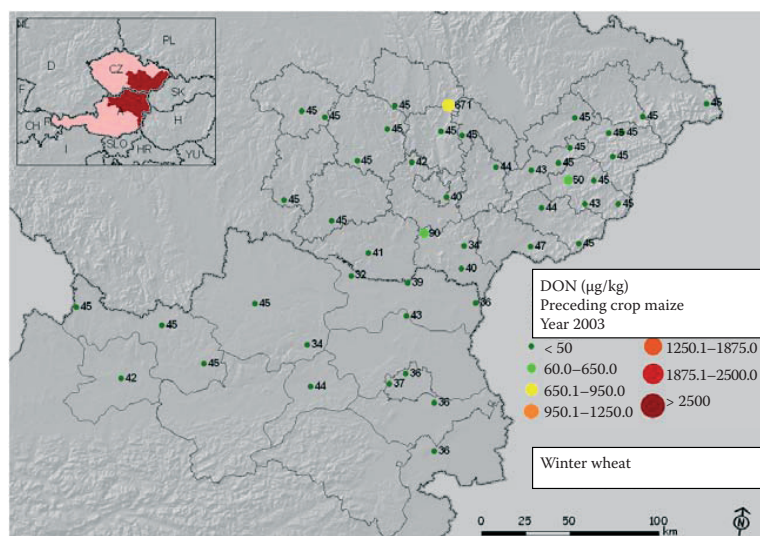 PL
D
CZ
F
SK
A
CH
H
I
SLO
HR
YU
671
45
45
45
45
45
45
45
45
45
45
45
45
42
44
43
45
45
45
50
45
40
45
45
44
43
45
90
34
47
45
41
40
32
39
36
45
45
43
34
45
42
44
36
37
36
36
DON (µg/kg)
Preceding crop maize
Year 2003
< 50
60.0–650.0
650.1–950.0
950.1–1250.0
1250.1–1875.0
1875.1–2500.0
> 2500
Winter wheat
0 25 50 100
km
N